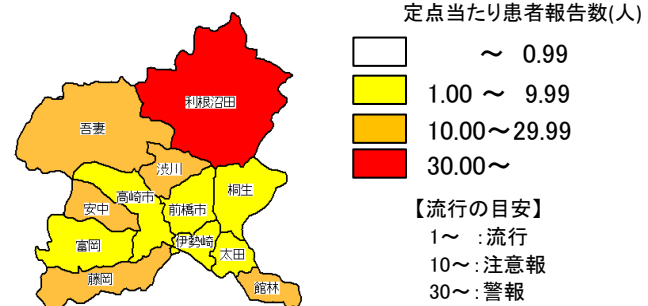 定点当たり患者報告数(人)
～ 0.99
1.00 ～ 9.99
10.00～29.99
30.00～
【流行の目安】
1～ :流行
10～:注意報
30～:警報
利根沼田
吾妻
渋川
高崎市
安中
前橋市
桐生
富岡
伊勢崎
太田
藤岡
館林